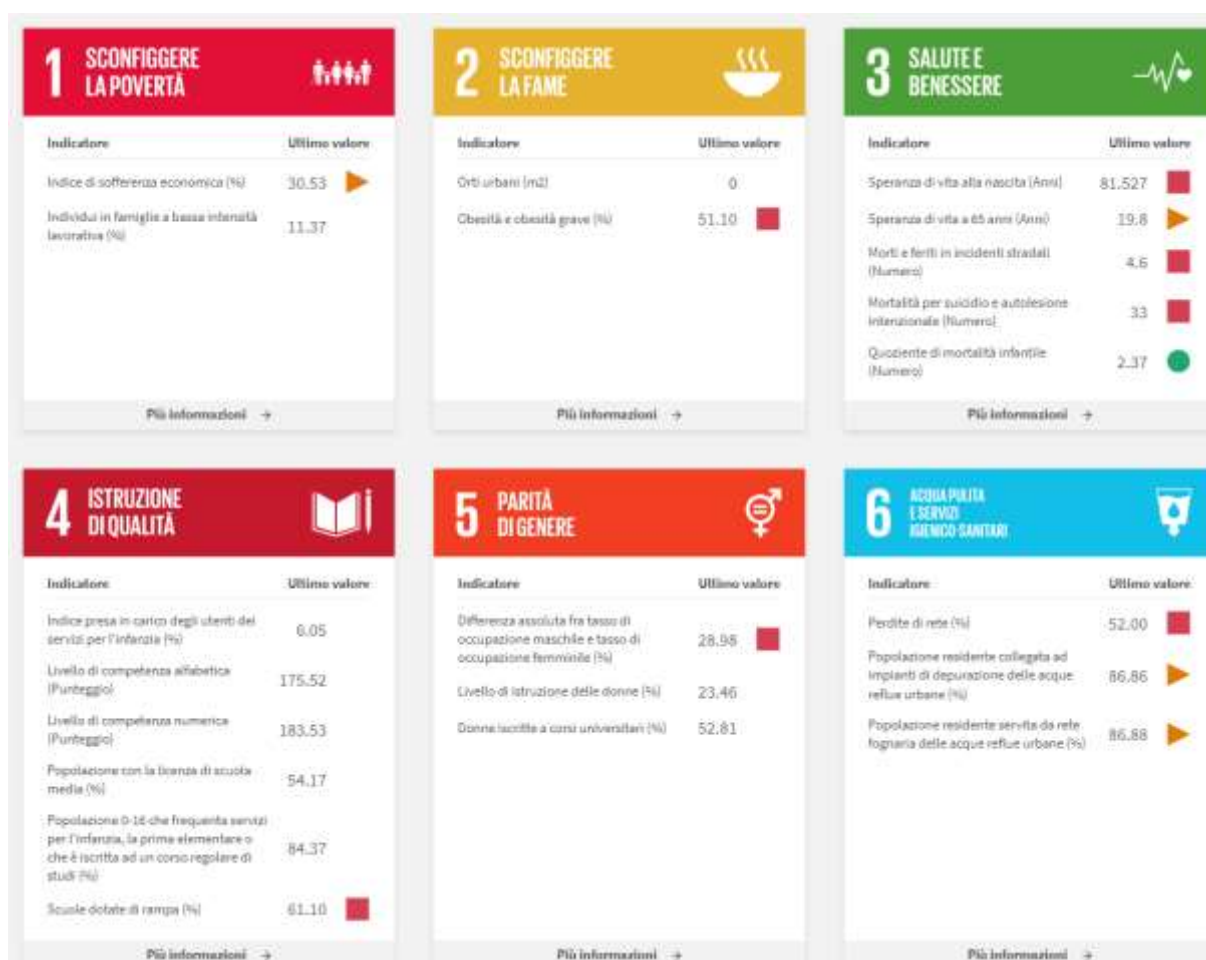 1 SCONFIGGERE
LA POVERTÀ
Indicatore Ultimo valore
Indice di sofferenza economica (%) 30.53
Individui in famiglie a bassa intensità
lavorativa (%) 11.37
Più informazioni →
2 SCONFIGGERE
LA FAME
Indicatore Ultimo valore
Orti urbani (m2) 0
Obesità e obesità grave (%) 51.10
Più informazioni →
3 SALUTE E
BENESSERE
Indicatore Ultimo valore
Speranza di vita alla nascita (Anni) 81.527
Speranza di vita a 65 anni (Anni) 19.8
Morti e feriti in incidenti stradali
(Numero) 4.6
Mortalità per suicidio e autolesione
intenzionale (Numero) 33
Quoziente di mortalità infantile
(Numero) 2.37
Più informazioni →
4 ISTRUZIONE
DI QUALITÀ
Indicatore Ultimo valore
Indice presa in carico degli utenti dei
servizi per l'infanzia (%) 6.05
Livello di competenza alfabetica
(Punteggio) 175.52
Livello di competenza numerica
(Punteggio) 183.53
Popolazione con la licenza di scuola
media (%) 54.17
Popolazione 0-16 che frequenta servizi
per l'infanzia, la prima elementare o
che è iscritta ad un corso regolare di
studi (%) 84.37
Scuole dotate di rampa (%) 61.10
Più informazioni →
5 PARITÀ
DI GENERE
Indicatore Ultimo valore
Differenza assoluta fra tasso di
occupazione maschile e tasso di
occupazione femminile (%) 28.98
Livello di istruzione delle donne (%) 23.46
Donne iscritte a corsi universitari (%) 52.81
Più informazioni →
6 ACQUA PULITA
E SERVIZI
IGIENICO-SANITARI
Indicatore Ultimo valore
Perdite di rete (%) 52.00
Popolazione residente collegata ad
impianti di depurazione delle acque
reflue urbane (%) 86.86
Popolazione residente servita da rete
fognaria delle acque reflue urbane (%) 86.88
Più informazioni →